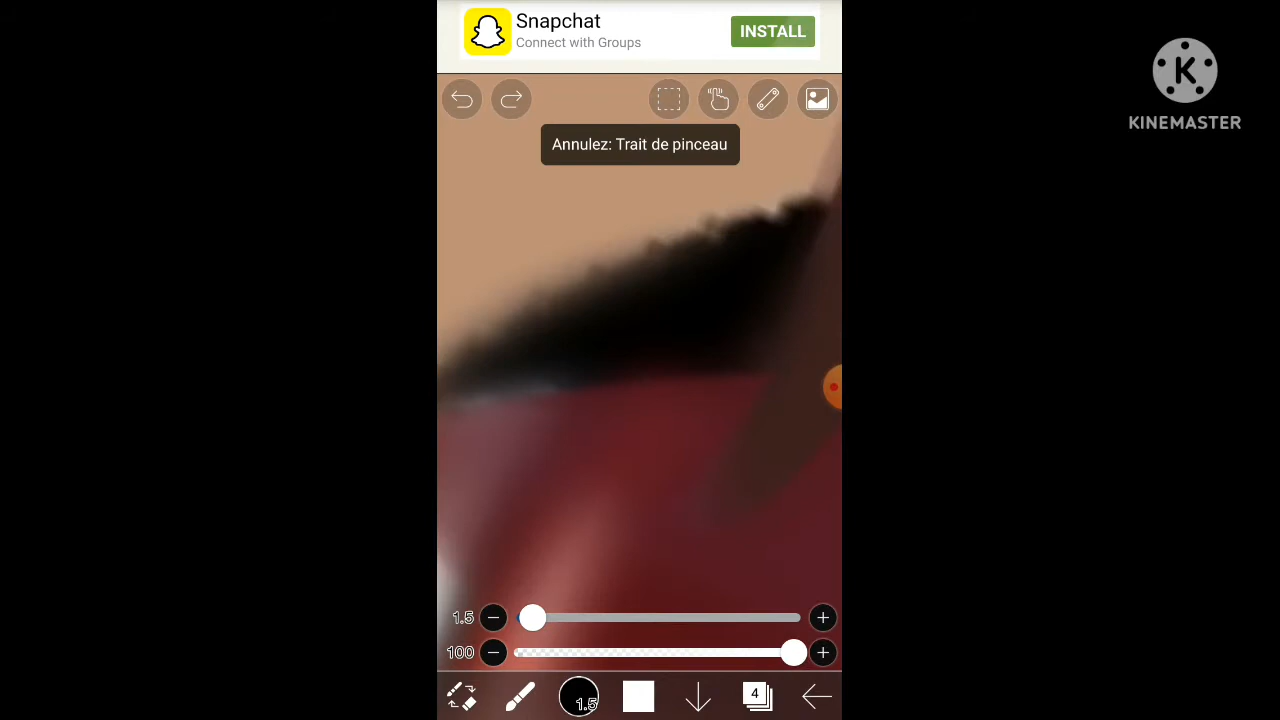 Snapchat
Connect with Groups
INSTALL
K
KINEMASTER
Annulez: Trait de pinceau
1.5
100
1.5
4